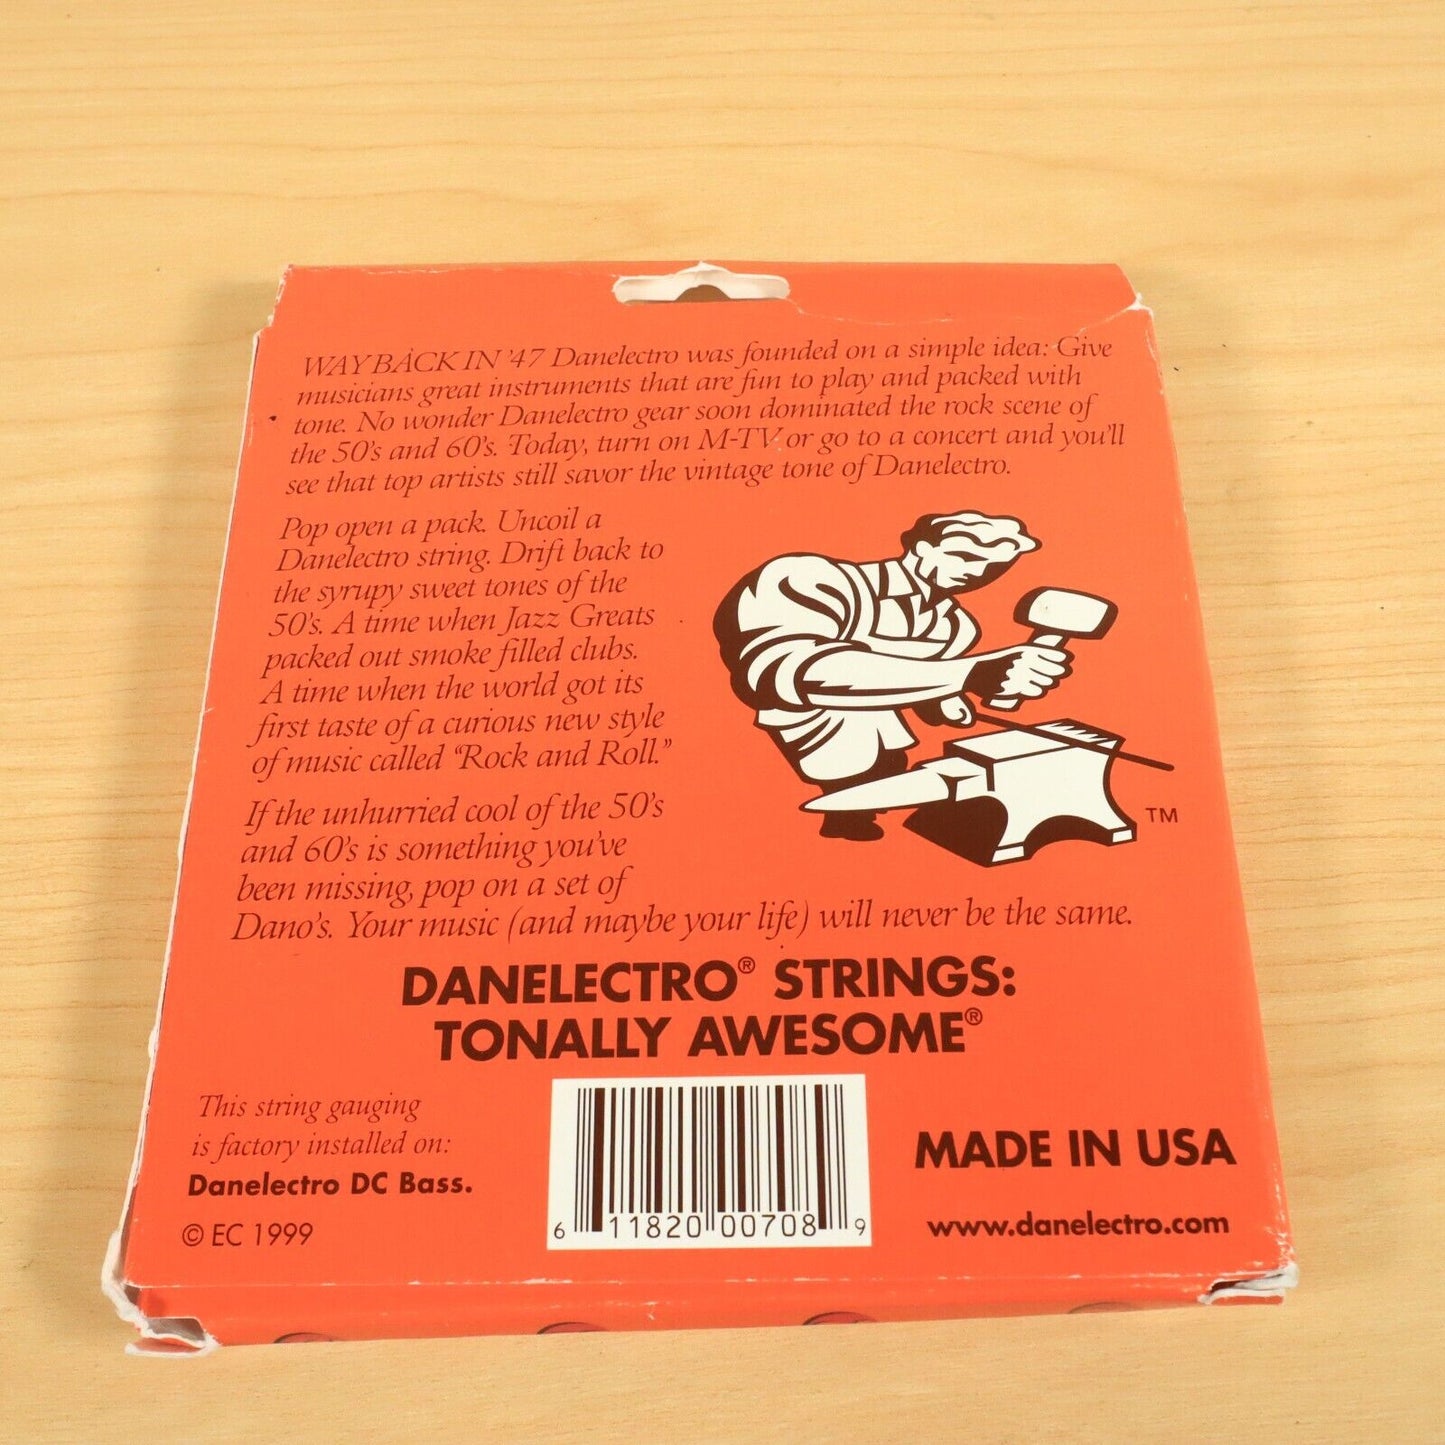 WAY BACK IN '47 Danelectro was founded on a simple idea: Give
musicians great instruments that are fun to play and packed with
tone. No wonder Danelectro gear soon dominated the rock scene of
the 50's and 60's. Today, turn on M-TV or go to a concert and you'll
see that top artists still savor the vintage tone of Danelectro.
Pop open a pack. Uncoil a
Danelectro string. Drift back to
the syrupy sweet tones of the
50's. A time when Jazz Greats
packed out smoke filled clubs.
A time when the world got its
first taste of a curious new style
of music called "Rock and Roll."
If the unhurried cool of the 50's
and 60's is something you've
been missing, pop on a set of
Dano's. Your music (and maybe your life) will never be the same.
TM
DANELECTRO® STRINGS:
TONALLY AWESOME®
This string gauging
is factory installed on:
Danelectro DC Bass.
© EC 1999
6 11820 00708 9
MADE IN USA
www.danelectro.com